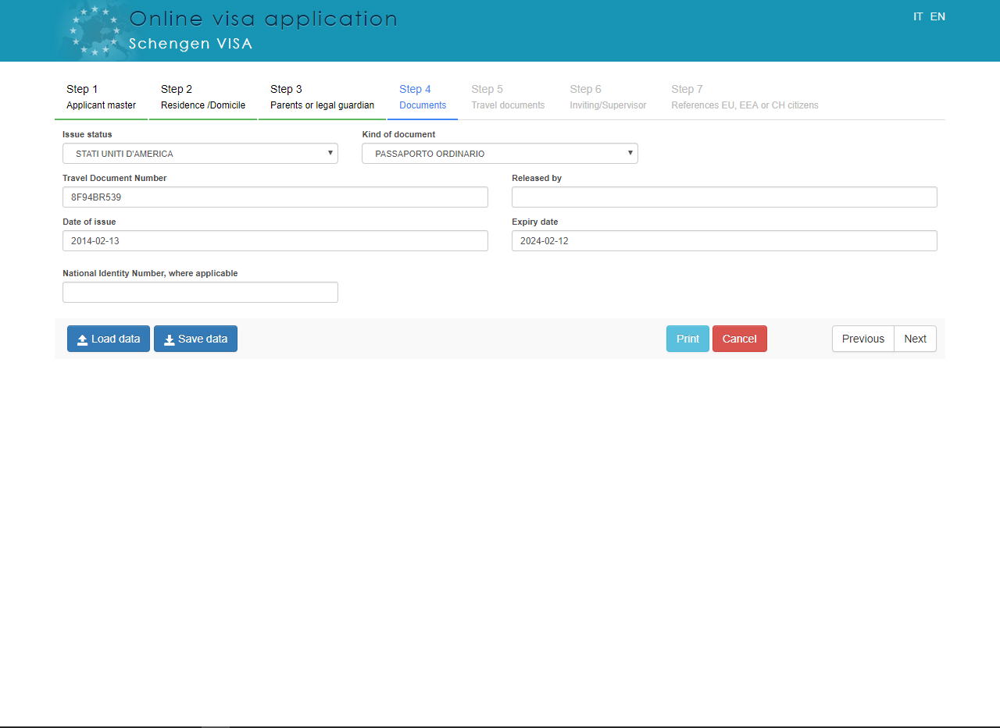 Online visa application
IT EN
Schengen VISA
Step 1
Applicant master
Step 2
Residence /Domicile
Step 3
Parents or legal guardian
Step 4
Documents
Step 5
Travel documents
Step 6
Inviting/Supervisor
Step 7
References EU, EEA or CH citizens
Issue status
STATI UNITI D'AMERICA
Kind of document
PASSAPORTO ORDINARIO
Travel Document Number
8F94BR539
Released by
Date of issue
2014-02-13
Expiry date
2024-02-12
National Identity Number, where applicable
Load data
Save data
Print
Cancel
Previous
Next